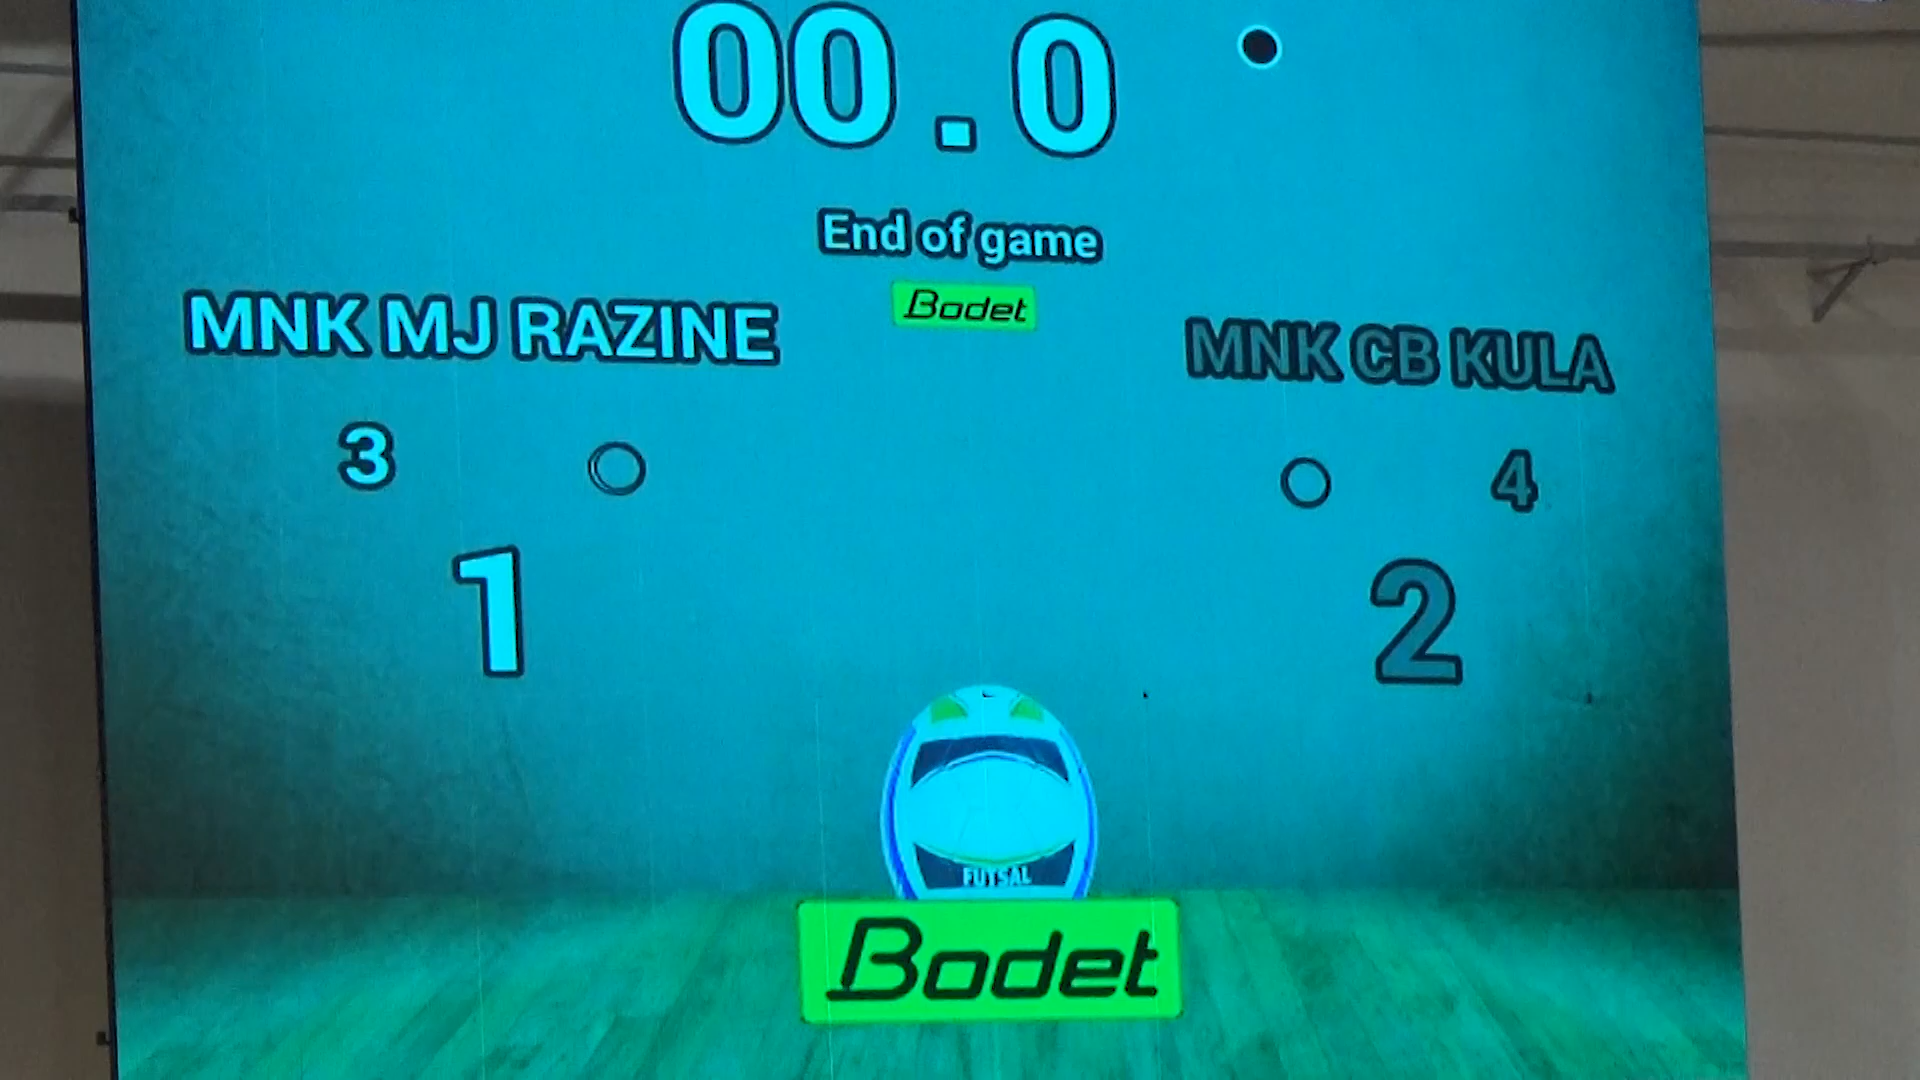 00.0
End of game
Bodet
MNK MJ RAZINE
MNK CB KULA
3
4
1
2
FUTSAL
Bodet